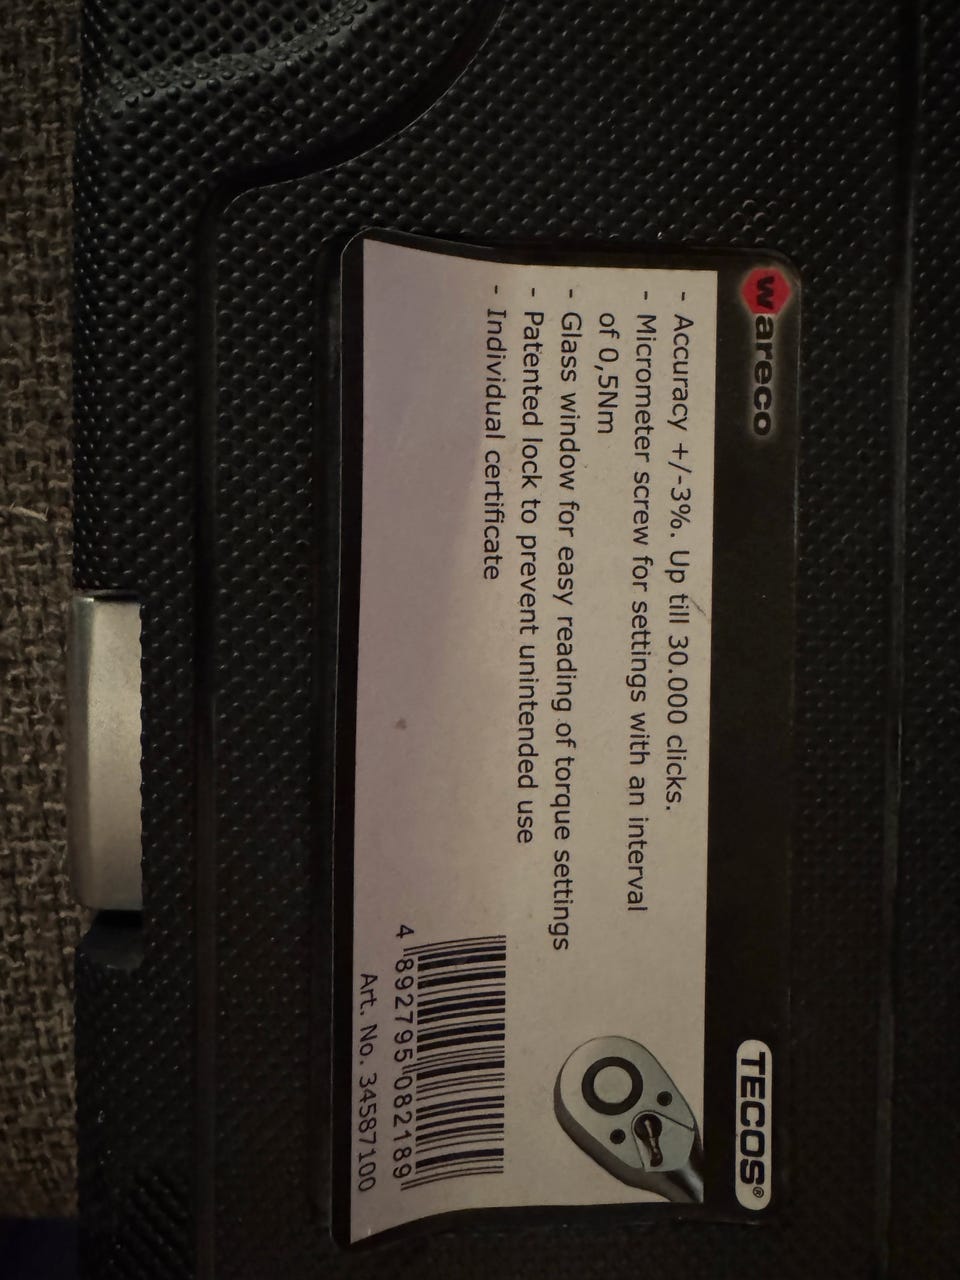 wareco
TECOS®
- Accuracy +/-3%. Up till 30.000 clicks.
- Micrometer screw for settings with an interval
of 0,5Nm
- Glass window for easy reading of torque settings
- Patented lock to prevent unintended use
- Individual certificate
4 892795 082189
Art. No. 34587100